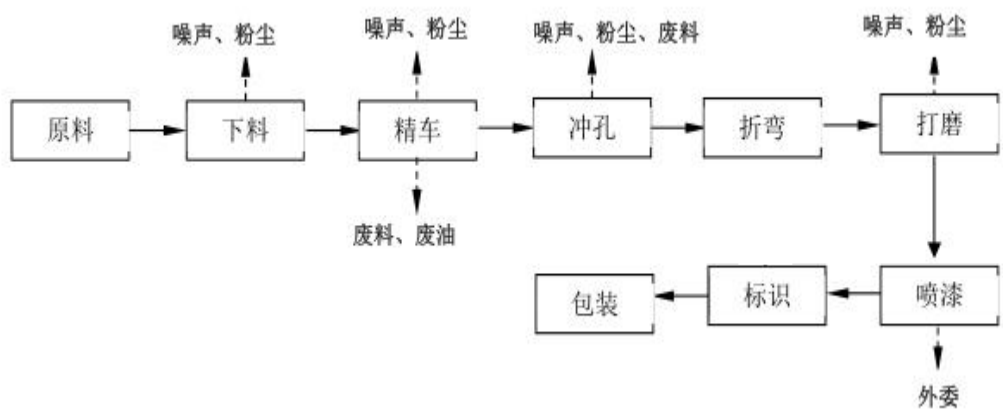 噪声、粉尘
噪声、粉尘
噪声、粉尘、废料
噪声、粉尘
原料
下料
精车
冲孔
折弯
打磨
废料、废油
包装
标识
喷漆
外委